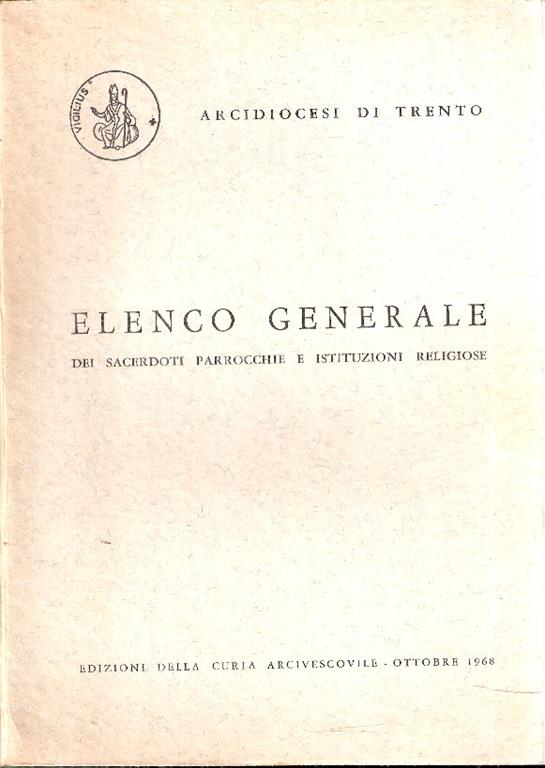 VIGILIUS
ARCIDIOCESI DI TRENTO
ELENCO GENERALE
DEI SACERDOTI PARROCCHIE E ISTITUZIONI RELIGIOSE
EDIZIONI DELLA CURIA ARCIVESCOVILE - OTTOBRE 1968